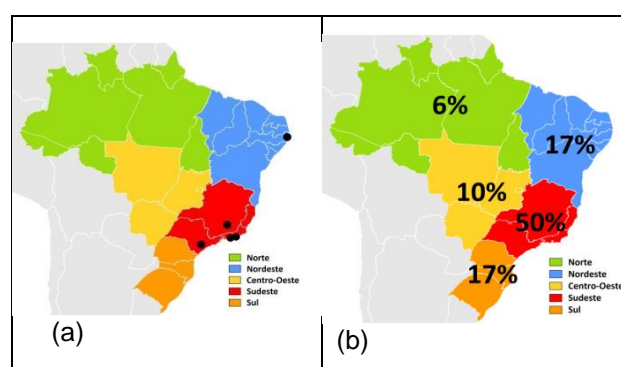 Norte
Nordeste
Centro-Oeste
Sudeste
Sul
(a)
6%
17%
10%
50%
17%
Norte
Nordeste
Centro-Oeste
Sudeste
Sul
(b)